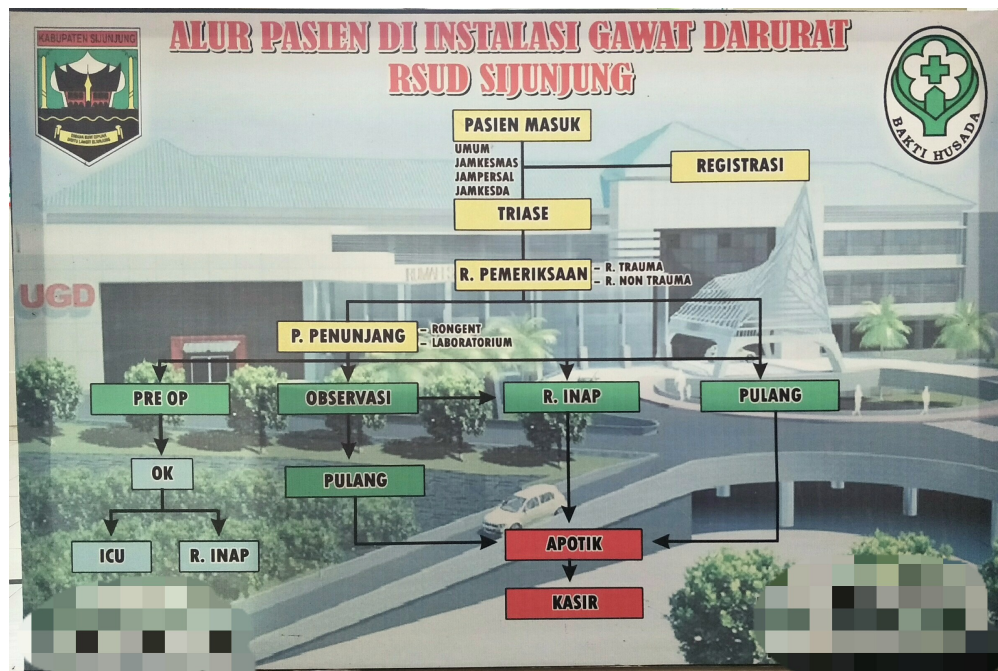 KABUPATEN SIJUNJUNG
ALUR PASIEN DI INSTALASI GAWAT DARURAT
RSUD SIJUNJUNG
BAKTI HUSADA
PASIEN MASUK
UMUM
JAMKESMAS
JAMPERSAL
JAMKESDA
REGISTRASI
TRIASE
R. PEMERIKSAAN
- R. TRAUMA
- R. NON TRAUMA
UGD
P. PENUNJANG
- RONGENT
- LABORATORIUM
PRE OP
OBSERVASI
R. INAP
PULANG
OK
PULANG
ICU
R. INAP
APOTIK
KASIR